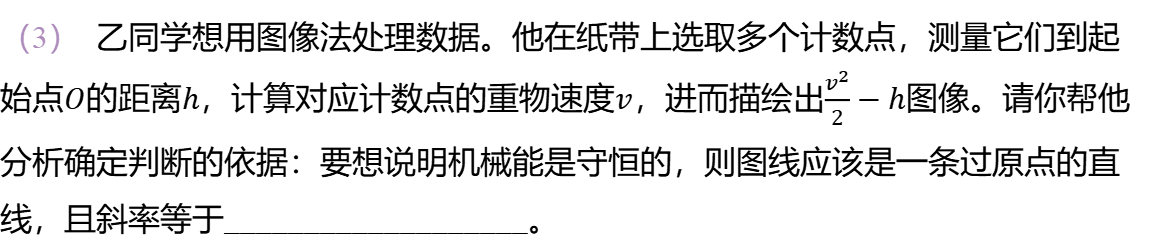 (3) 乙同学想用图像法处理数据。他在纸带上选取多个计数点，测量它们到起
始点O的距离h，计算对应计数点的重物速度v，进而描绘出v²/2 − h图像。请你帮他
分析确定判断的依据：要想说明机械能是守恒的，则图线应该是一条过原点的直
线，且斜率等于____________________。